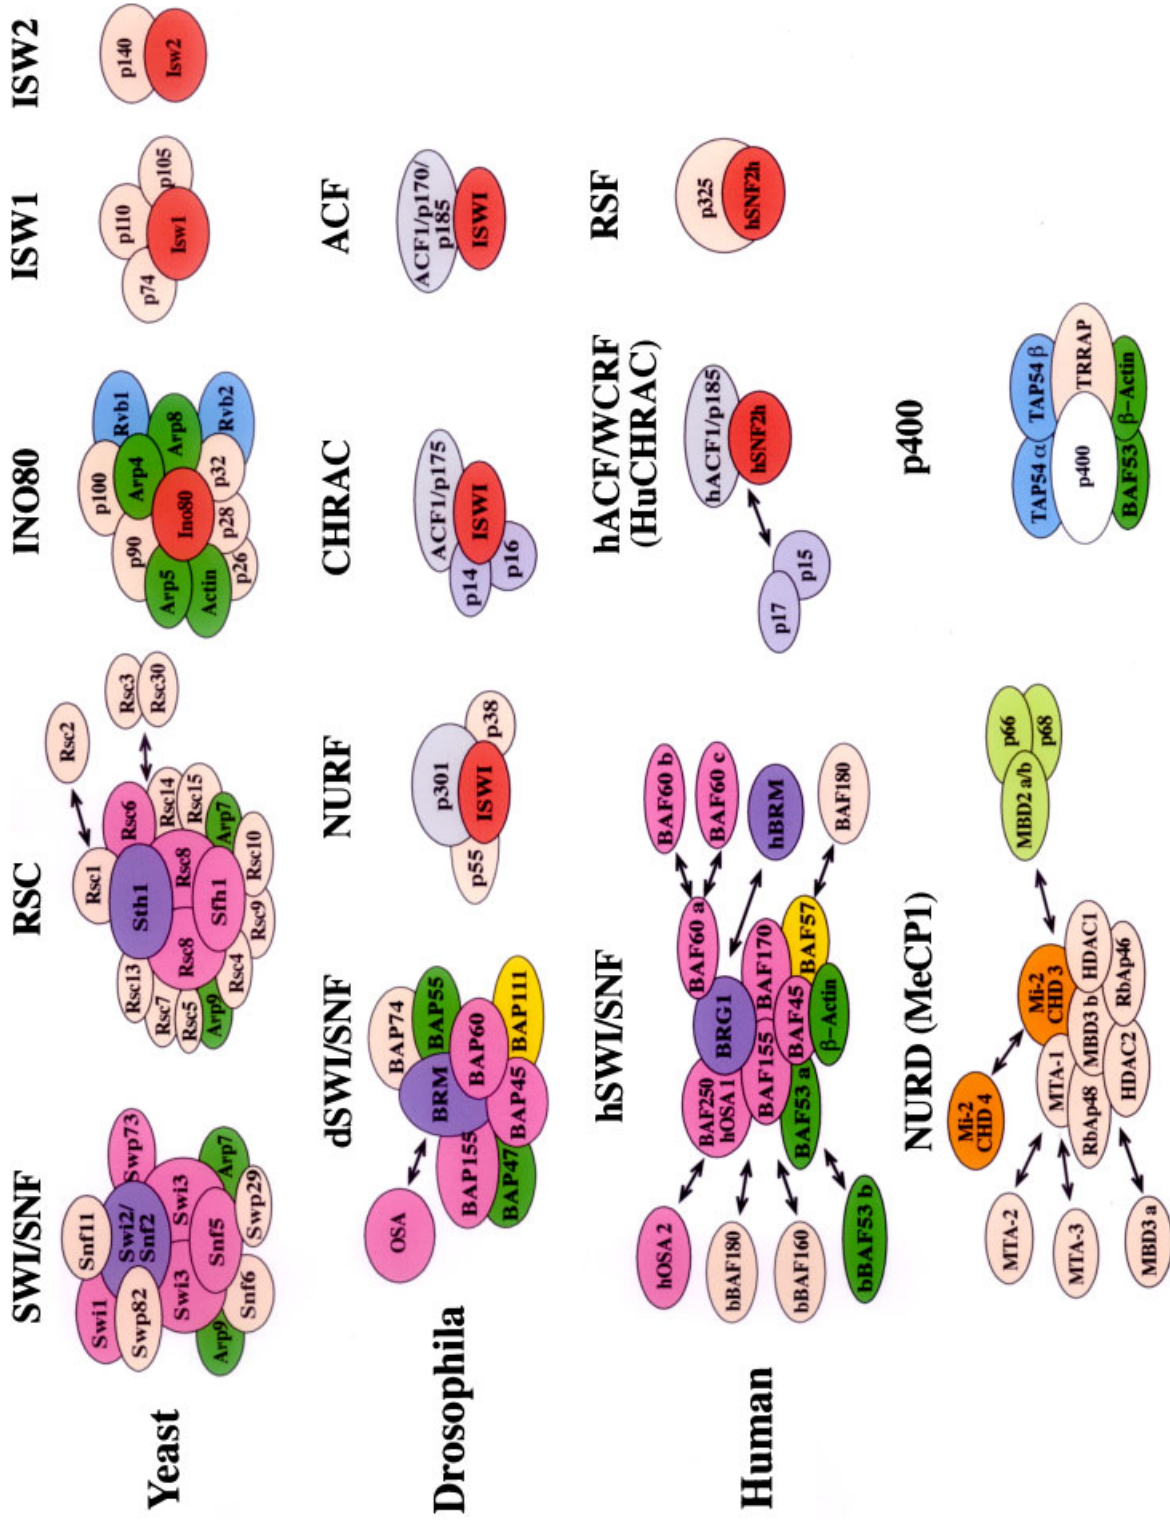 Yeast
SWI/SNF
Swi1
Snf11
Swp82
Swi2/
Snf2
Swp73
Swi3
Swi3
Snf5
Arp9
Arp7
Snf6
Swp29
RSC
Rsc1
Rsc2
Rsc3
Rsc30
Rsc13
Sth1
Rsc6
Rsc7
Rsc14
Rsc5
Rsc8
Rsc8
Rsc15
Arp9
Sfh1
Arp7
Rsc4
Rsc9
Rsc10
INO80
p100
Rvb1
p90
Arp4
Arp8
Arp5
Ino80
p32
Rvb2
Actin
p28
p26
ISW1
p74
p110
p105
Isw1
ISW2
p140
Isw2
Drosophila
dSWI/SNF
OSA
BAP74
BRM
BAP55
BAP155
BAP60
BAP47
BAP45
BAP111
NURF
p301
p55
ISWI
p38
CHRAC
ACF1/p175
p14
ISWI
p16
ACF
ACF1/p170/
p185
ISWI
Human
hSWI/SNF
hOSA 2
bBAF180
bBAF160
bBAF53 b
BAF250
hOSA1
BRG1
BAF60 a
BAF60 b
BAF60 c
hBRM
BAF180
BAF155
BAF170
BAF53 a
BAF45
BAF57
β-Actin
hACF/WCRF
(HuCHRAC)
hACF1/p185
hSNF2h
p17
p15
RSF
p325
hSNF2h
NURD (MeCP1)
Mi-2
CHD 4
Mi-2
CHD 3
MTA-2
MTA-3
MBD3 a
MTA-1
RbAp48
MBD3 b
HDAC1
HDAC2
RbAp46
MBD2 a/b
p66
p68
p400
TAP54 α
TAP54 β
p400
TRRAP
BAF53
β-Actin